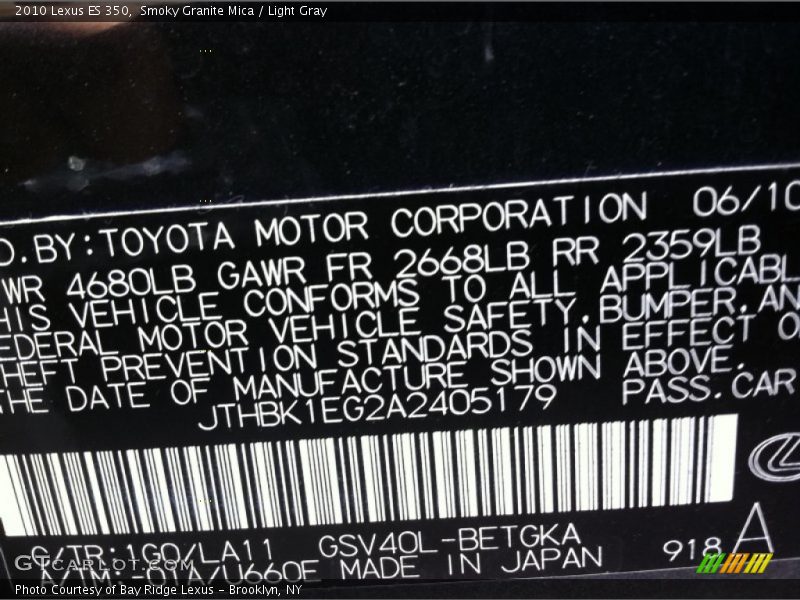 2010 Lexus ES 350, Smoky Granite Mica / Light Gray
D.BY:TOYOTA MOTOR CORPORATION 06/10
WR 4680LB GAWR FR 2668LB RR 2359LB
HIS VEHICLE CONFORMS TO ALL APPLICABL
EDERAL MOTOR VEHICLE SAFETY,BUMPER,AN
HEFT PREVENTION STANDARDS IN EFFECT O
THE DATE OF MANUFACTURE SHOWN ABOVE.
JTHBK1EG2A2405179 PASS.CAR
C/TR:1G0/LA11 GSV40L-BETGKA 918 A
A/TM:-01A/U660F MADE IN JAPAN
GTCarLot.com
Photo Courtesy of Bay Ridge Lexus - Brooklyn, NY